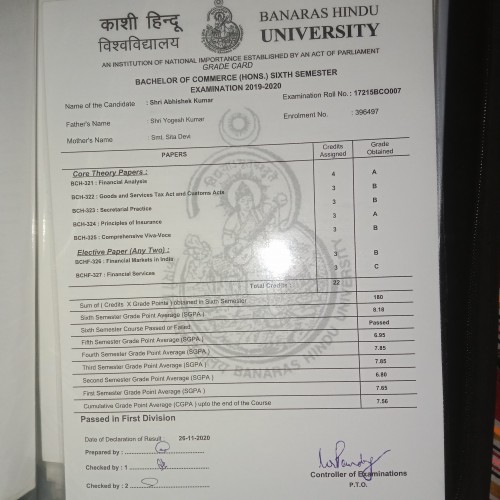 काशी हिन्दू
विश्वविद्यालय
BANARAS HINDU
UNIVERSITY
AN INSTITUTION OF NATIONAL IMPORTANCE ESTABLISHED BY AN ACT OF PARLIAMENT
GRADE CARD
BACHELOR OF COMMERCE (HONS.) SIXTH SEMESTER
EXAMINATION 2019-2020
Name of the Candidate : Shri Abhishek Kumar Examination Roll No. : 17215BCO007
Father's Name : Shri Yogesh Kumar Enrolment No. : 396497
Mother's Name : Smt. Sita Devi
PAPERS Credits Assigned Grade Obtained
Core Theory Papers :
BCH-321 : Financial Analysis 4 A
BCH-322 : Goods and Services Tax Act and Customs Acts 3 B
BCH-323 : Secretarial Practice 3 B
BCH-324 : Principles of Insurance 3 A
BCH-325 : Comprehensive Viva-Voce 3 B
Elective Paper (Any Two) :
BCHF-326 : Financial Markets in India 3 B
BCHF-327 : Financial Services 3 C
Total Credits 22
Sum of ( Credits X Grade Points ) obtained in Sixth Semester 180
Sixth Semester Grade Point Average (SGPA ) 8.18
Sixth Semester Course Passed or Failed Passed
Fifth Semester Grade Point Average (SGPA ) 6.95
Fourth Semester Grade Point Average (SGPA ) 7.85
Third Semester Grade Point Average (SGPA ) 7.85
Second Semester Grade Point Average (SGPA ) 6.86
First Semester Grade Point Average (SGPA ) 7.65
Cumulative Grade Point Average (CGPA ) upto the end of the Course 7.56
Passed in First Division
Date of Declaration of Result : 26-11-2020
Prepared by :
Checked by : 1
Checked by : 2
Controller of Examinations
P.T.O.
BANARAS HINDU UNIVERSITY